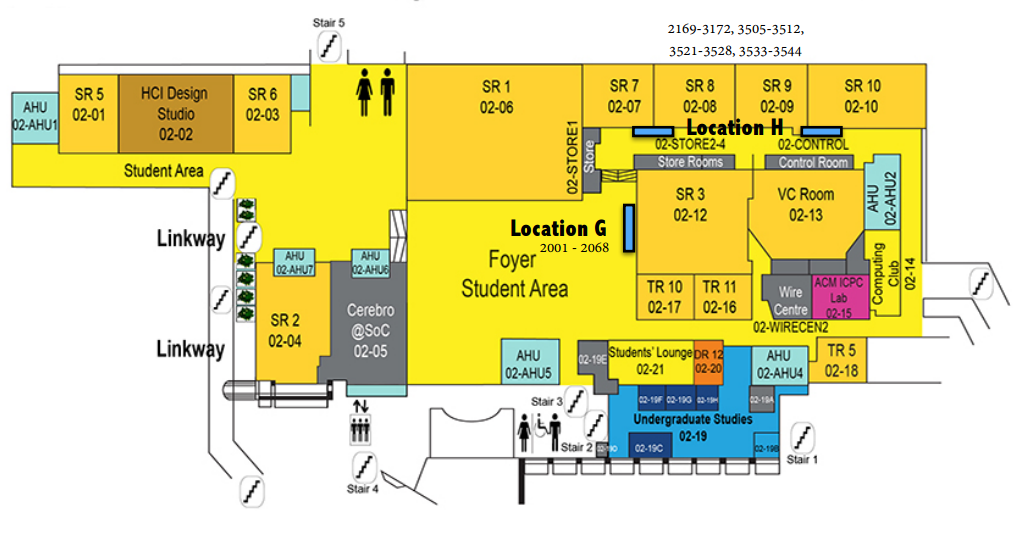 Stair 5
2169-3172, 3505-3512,
3521-3528, 3533-3544
AHU
02-AHU1
SR 5
02-01
HCI Design
Studio
02-02
SR 6
02-03
SR 1
02-06
SR 7
02-07
SR 8
02-08
SR 9
02-09
SR 10
02-10
Location H
02-STORE1
Store
02-STORE2-4
Store Rooms
02-CONTROL
Control Room
Student Area
SR 3
02-12
VC Room
02-13
AHU
02-AHU2
Linkway
Location G
2001 - 2068
Foyer
Student Area
AHU
02-AHU7
AHU
02-AHU6
Computing
Club
02-14
TR 10
02-17
TR 11
02-16
Wire
Centre
ACM ICPC
Lab
02-15
SR 2
02-04
Cerebro
@SoC
02-05
02-WIRECEN2
Linkway
AHU
02-AHU5
02-19E
Students' Lounge
02-21
DR 12
02-20
AHU
02-AHU4
TR 5
02-18
02-19F
02-19G
02-19H
02-19A
Stair 3
Undergraduate Studies
02-19
Stair 2
02-19C
02-19B
Stair 1
Stair 4